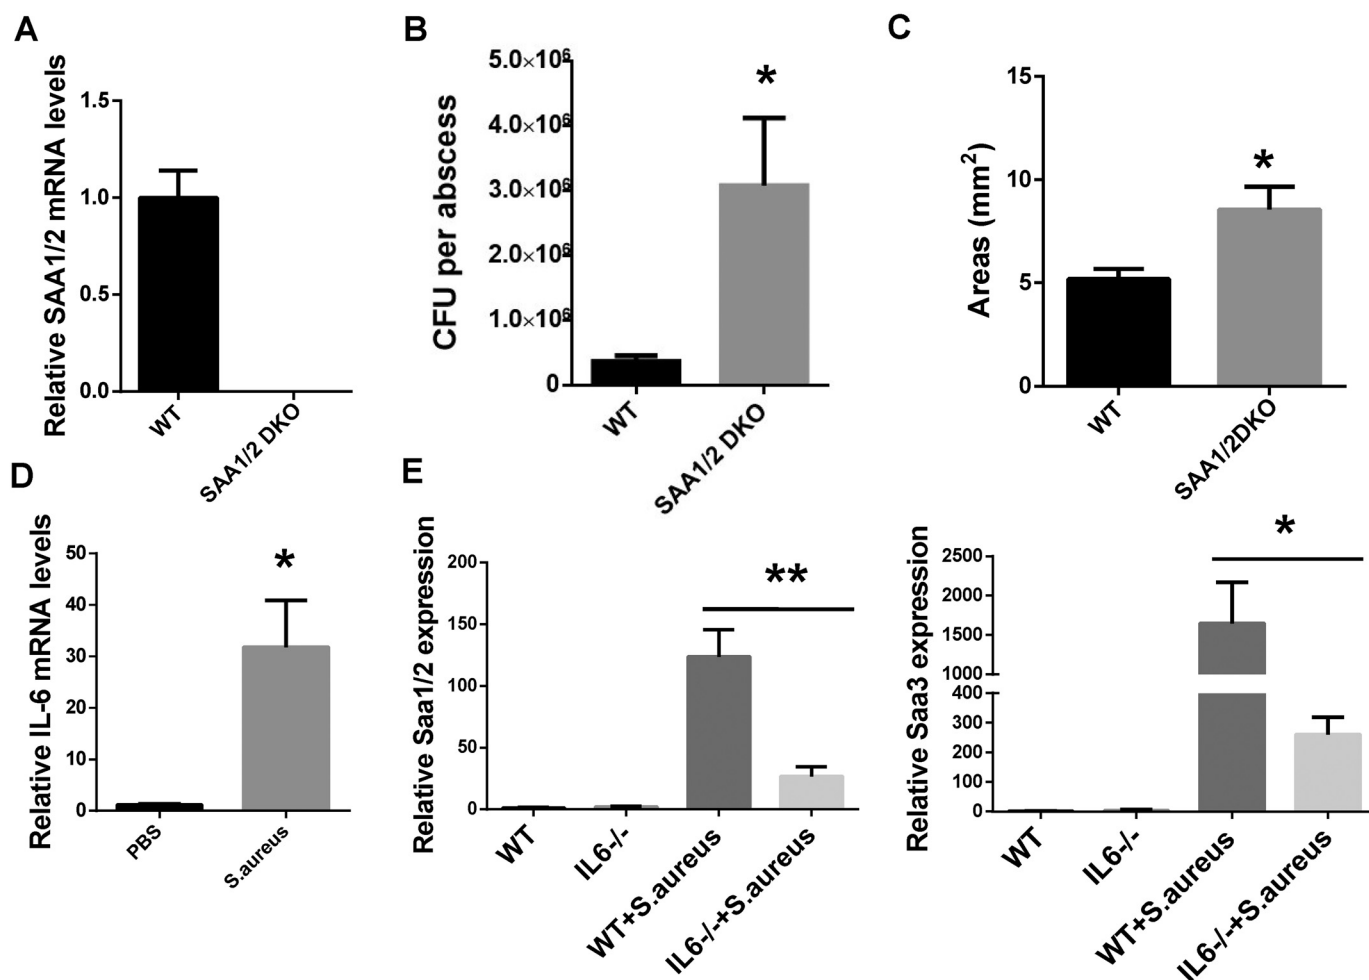 A
Relative SAA1/2 mRNA levels
1.5
1.0
0.5
0.0
WT
SAA1/2 DKO
B
CFU per abscess
5.0×10⁶
4.0×10⁶
3.0×10⁶
2.0×10⁶
1.0×10⁶
0
*
WT
SAA1/2 DKO
C
Areas (mm²)
15
10
5
0
*
WT
SAA1/2DKO
D
Relative IL-6 mRNA levels
50
40
30
20
10
0
*
PBS
S.aureus
E
Relative Saa1/2 expression
200
150
100
50
0
**
WT
IL6-/-
WT+S.aureus
IL6-/-+S.aureus
Relative Saa3 expression
2500
2000
1500
1000
400
300
200
100
0
*
WT
IL6-/-
WT+S.aureus
IL6-/-+S.aureus